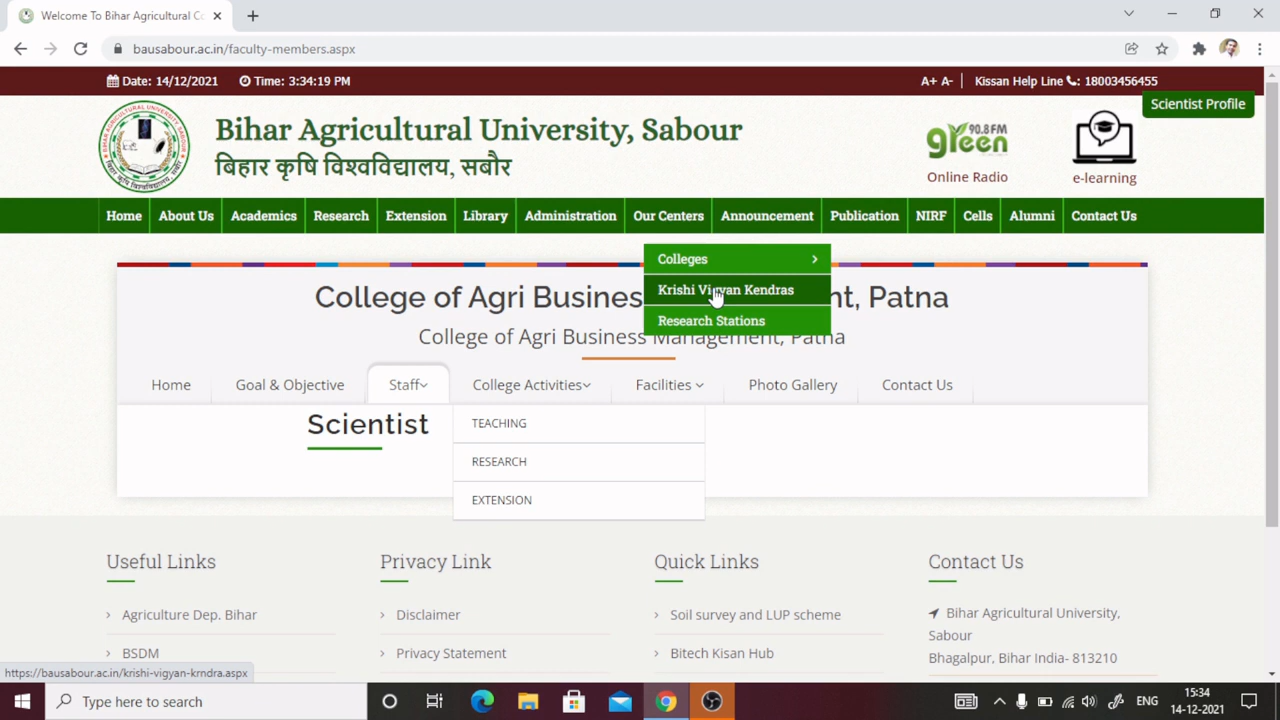 Welcome To Bihar Agricultural Co
bausabour.ac.in/faculty-members.aspx
Date: 14/12/2021 Time: 3:34:19 PM A+ A- Kissan Help Line : 18003456455
Scientist Profile
Bihar Agricultural University, Sabour
बिहार कृषि विश्वविद्यालय, सबौर
90.8 FM
green
Online Radio
e-learning
Home About Us Academics Research Extension Library Administration Our Centers Announcement Publication NIRF Cells Alumni Contact Us
Colleges
Krishi Vigyan Kendras
Research Stations
College of Agri Business nt, Patna
College of Agri Business Management, Patna
Home Goal & Objective Staff College Activities Facilities Photo Gallery Contact Us
Scientist
TEACHING
RESEARCH
EXTENSION
Useful Links Privacy Link Quick Links Contact Us
Agriculture Dep. Bihar Disclaimer Soil survey and LUP scheme Bihar Agricultural University,
Sabour
BSDM Privacy Statement Bitech Kisan Hub Bhagalpur, Bihar India- 813210
https://bausabour.ac.in/krishi-vigyan-krndra.aspx
Type here to search
ENG
15:34
14-12-2021